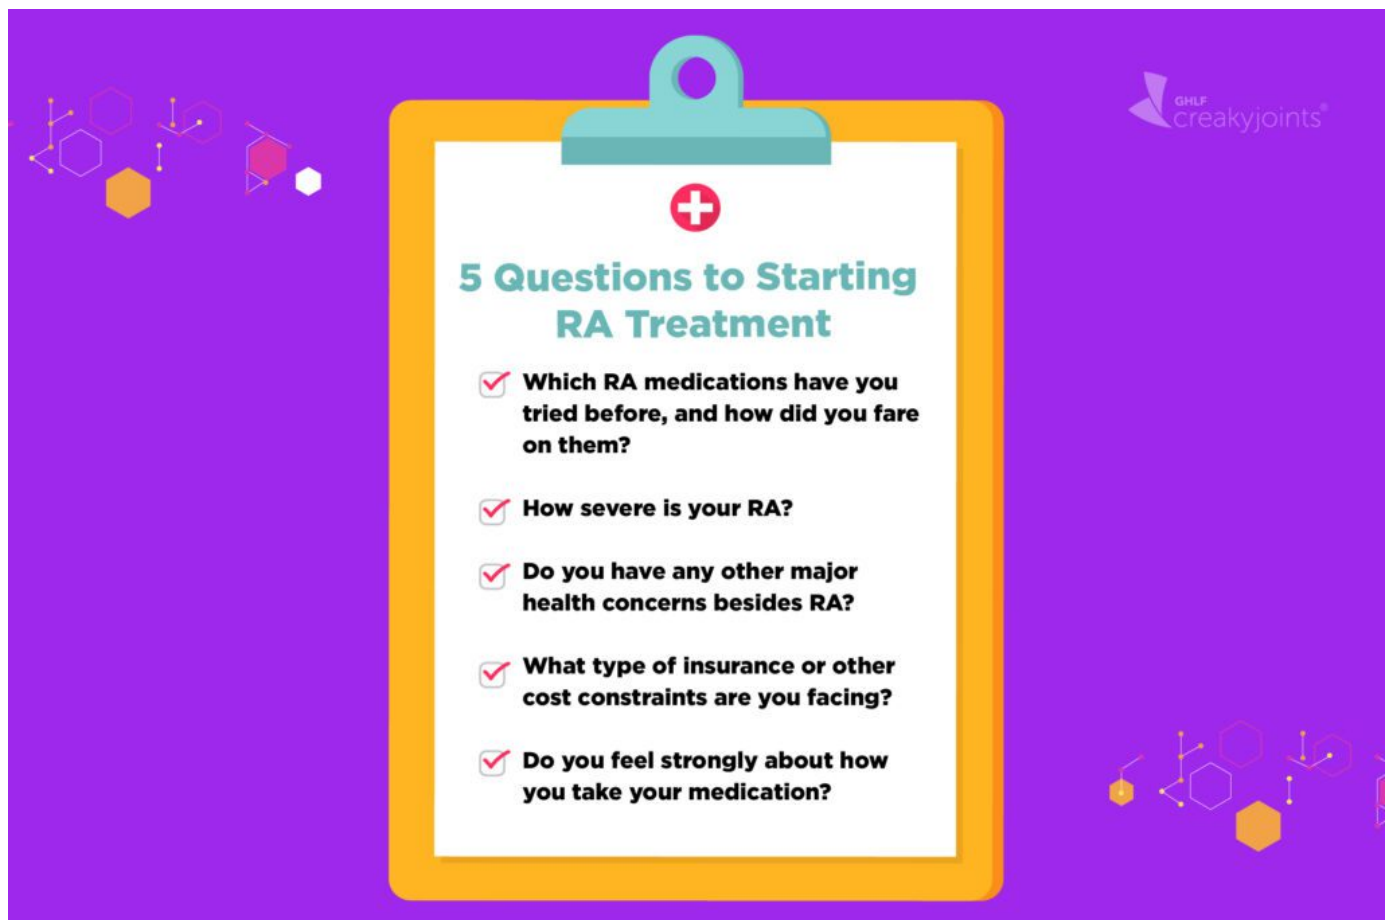 GHLF
creakyjoints®
5 Questions to Starting
RA Treatment
Which RA medications have you
tried before, and how did you fare
on them?
How severe is your RA?
Do you have any other major
health concerns besides RA?
What type of insurance or other
cost constraints are you facing?
Do you feel strongly about how
you take your medication?